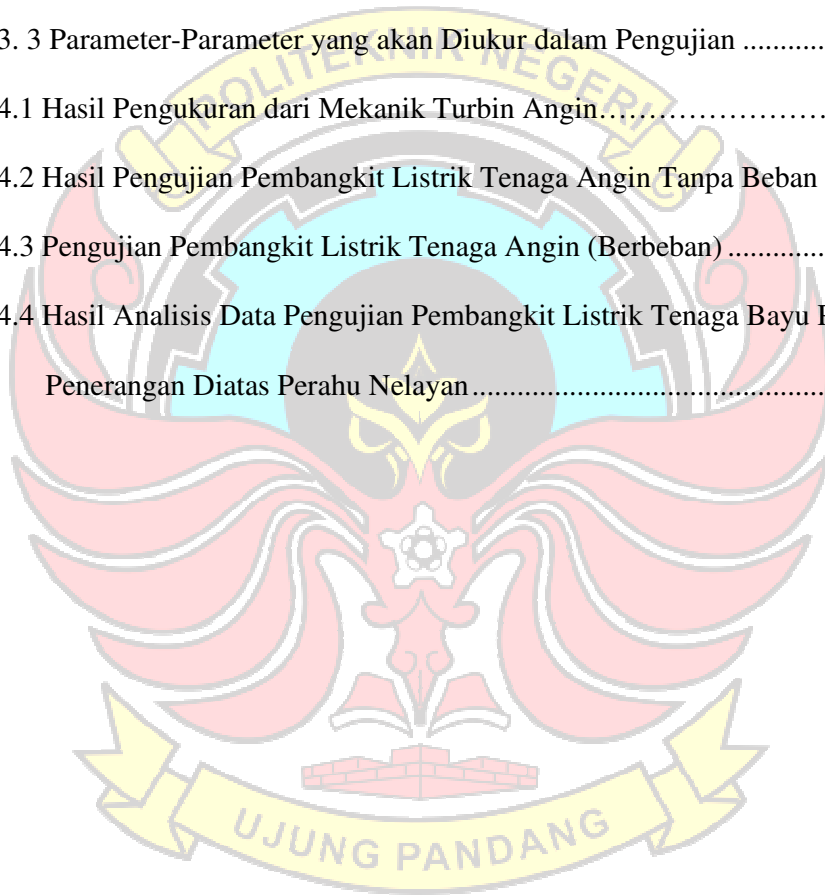 3. 3 Parameter-Parameter yang akan Diukur dalam Pengujian ...........
4.1 Hasil Pengukuran dari Mekanik Turbin Angin……………………
4.2 Hasil Pengujian Pembangkit Listrik Tenaga Angin Tanpa Beban
4.3 Pengujian Pembangkit Listrik Tenaga Angin (Berbeban) .............
4.4 Hasil Analisis Data Pengujian Pembangkit Listrik Tenaga Bayu
Penerangan Diatas Perahu Nelayan ...............................................
POLITEKNIK NEGERI
UJUNG PANDANG